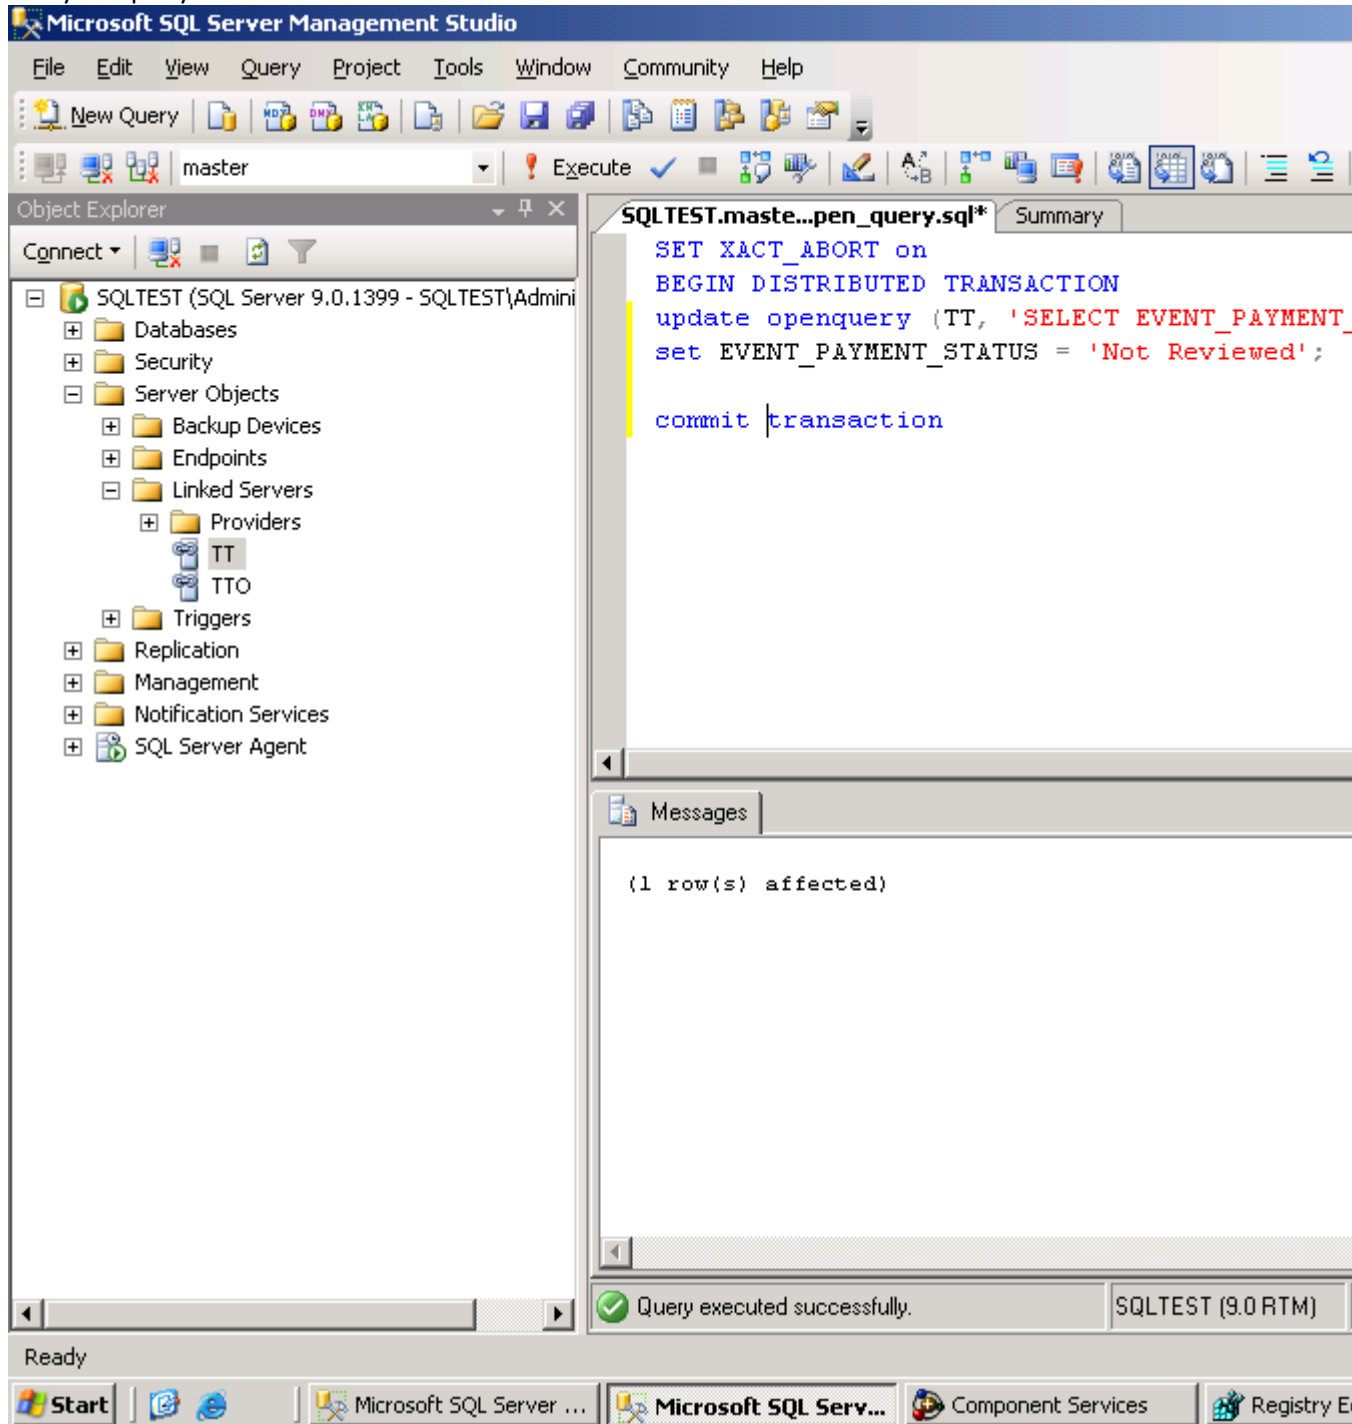 Microsoft SQL Server Management Studio
File Edit View Query Project Tools Window Community Help
New Query
master Execute
Object Explorer
Connect
SQLTEST (SQL Server 9.0.1399 - SQLTEST\Admini
Databases
Security
Server Objects
Backup Devices
Endpoints
Linked Servers
Providers
TT
TTO
Triggers
Replication
Management
Notification Services
SQL Server Agent
SQLTEST.maste...pen_query.sql* Summary
SET XACT_ABORT on
BEGIN DISTRIBUTED TRANSACTION
update openquery (TT, 'SELECT EVENT_PAYMENT_
set EVENT_PAYMENT_STATUS = 'Not Reviewed';
commit transaction
Messages
(1 row(s) affected)
Query executed successfully. SQLTEST (9.0 RTM)
Ready
Start Microsoft SQL Server ... Microsoft SQL Serv... Component Services Registry E